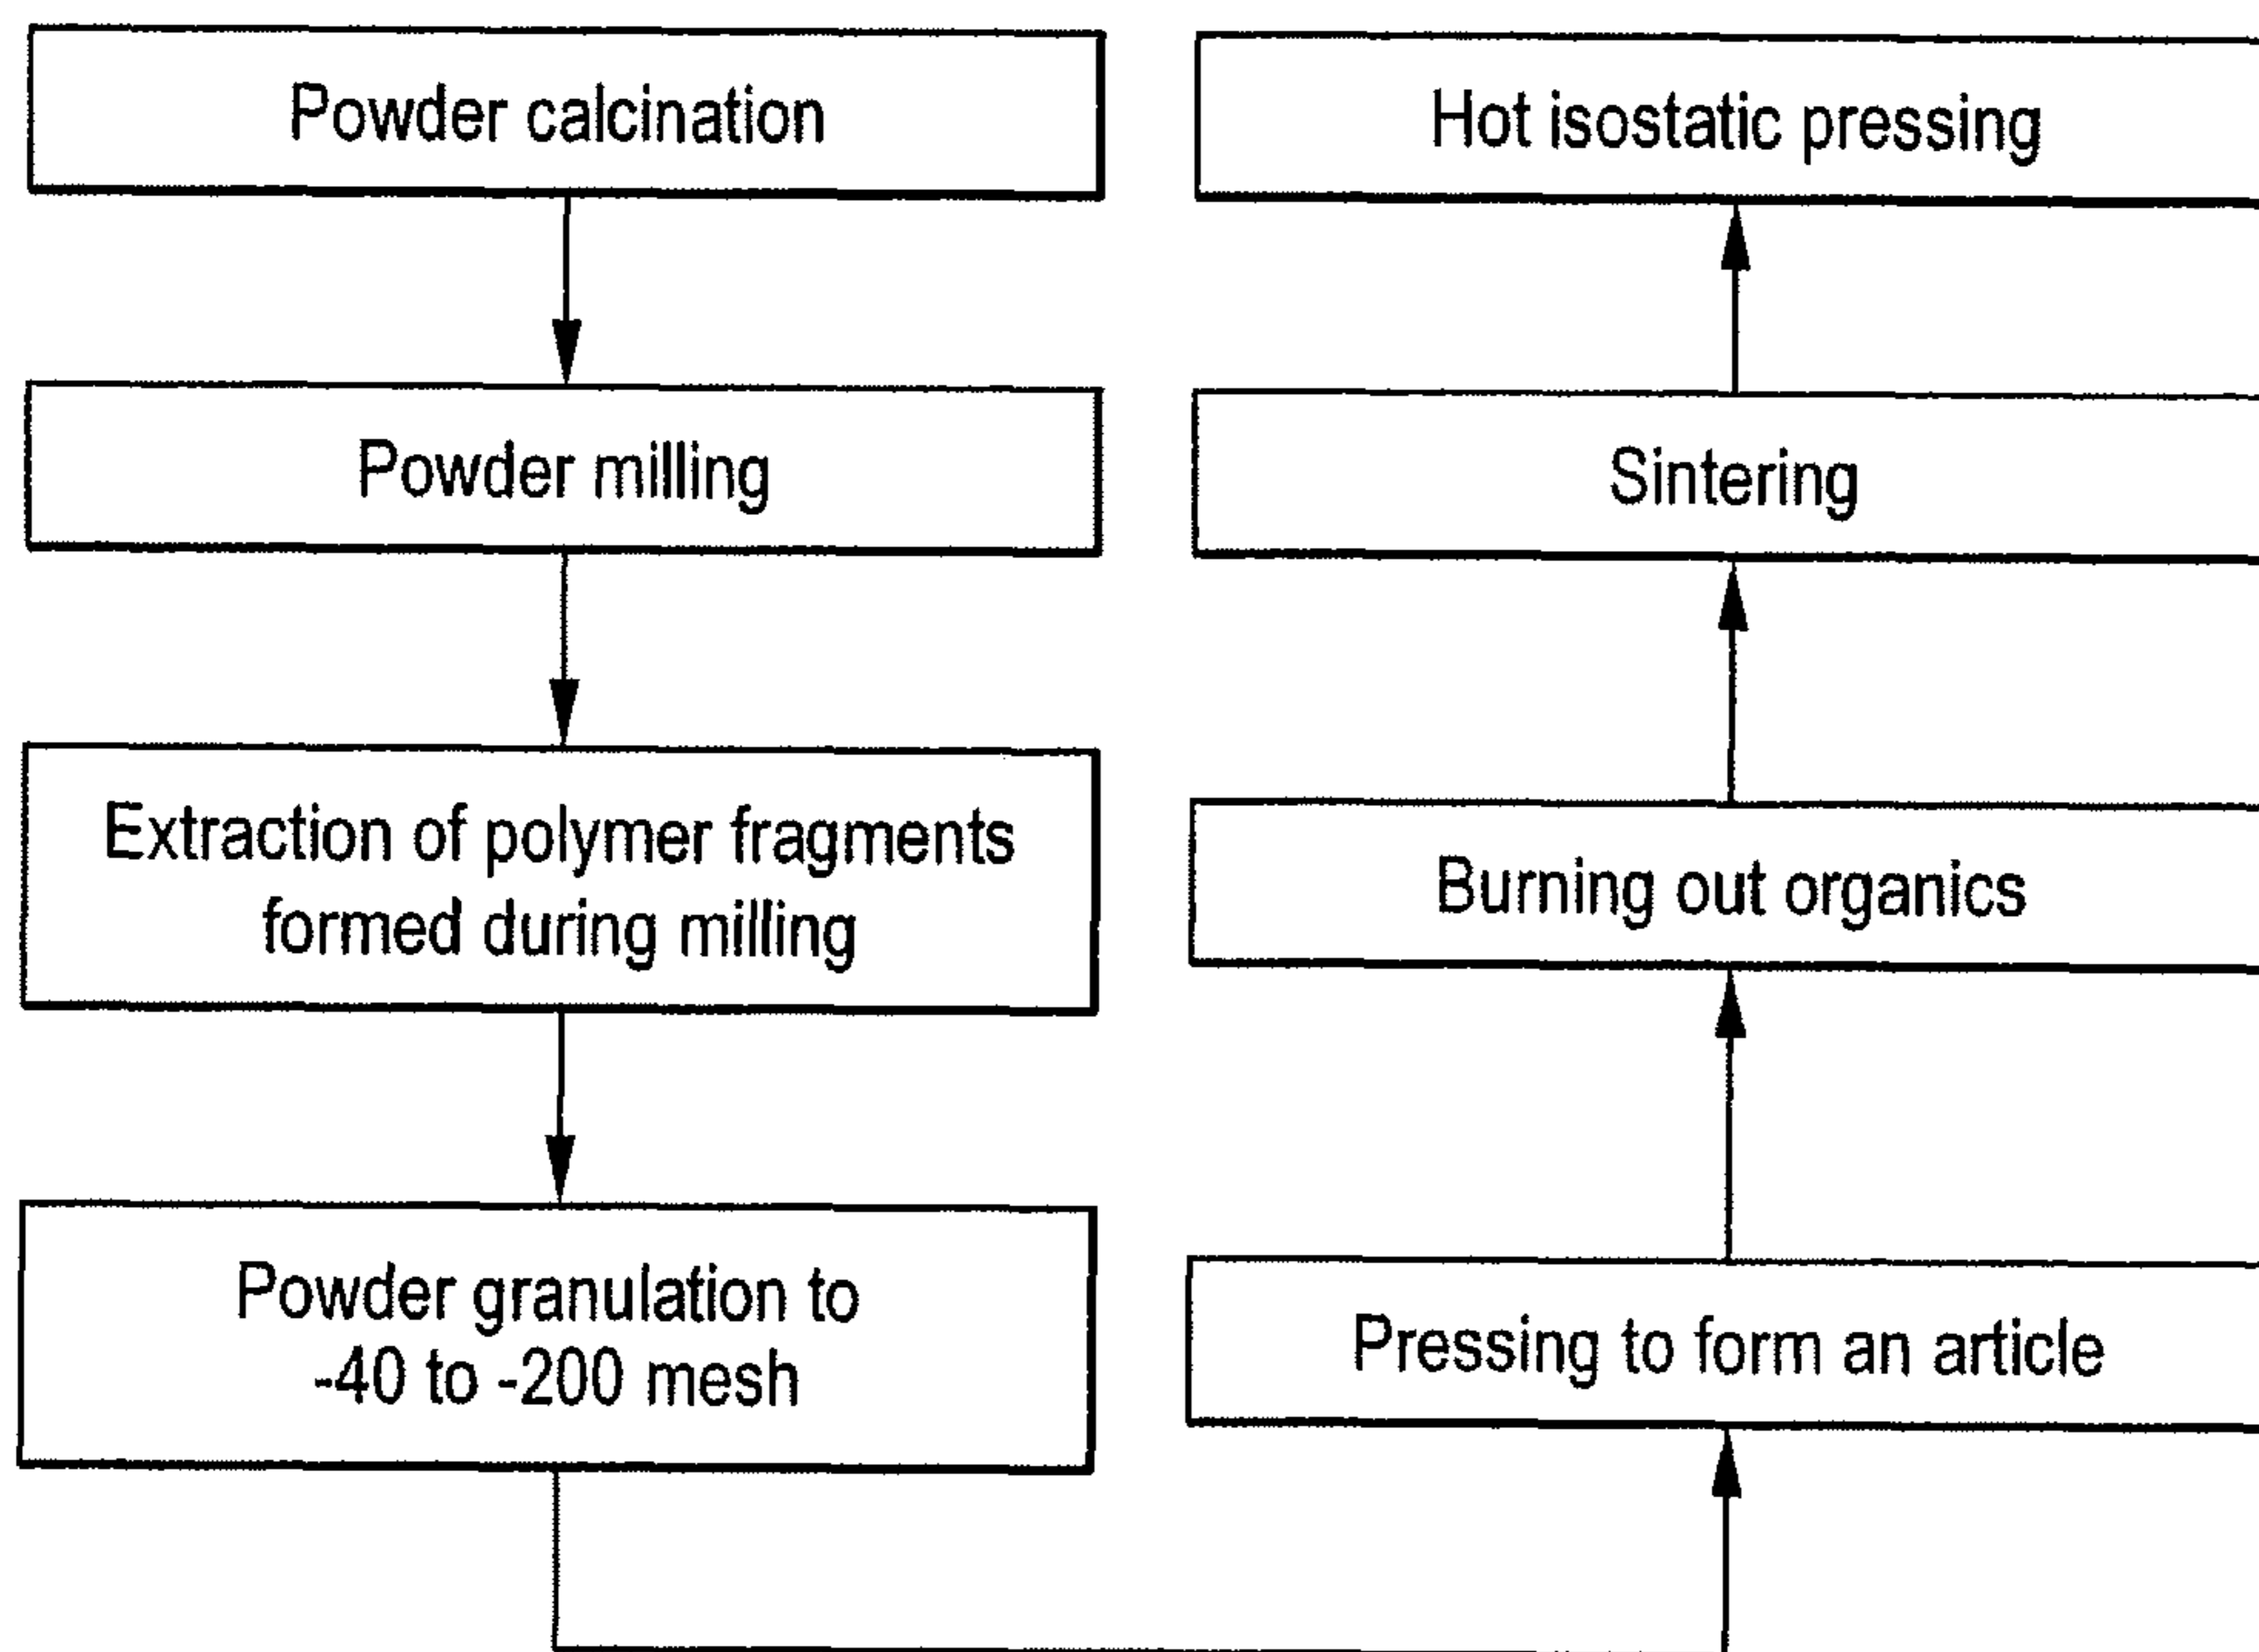 Powder calcination
Powder milling
Extraction of polymer fragments
formed during milling
Powder granulation to
-40 to -200 mesh
Pressing to form an article
Burning out organics
Sintering
Hot isostatic pressing